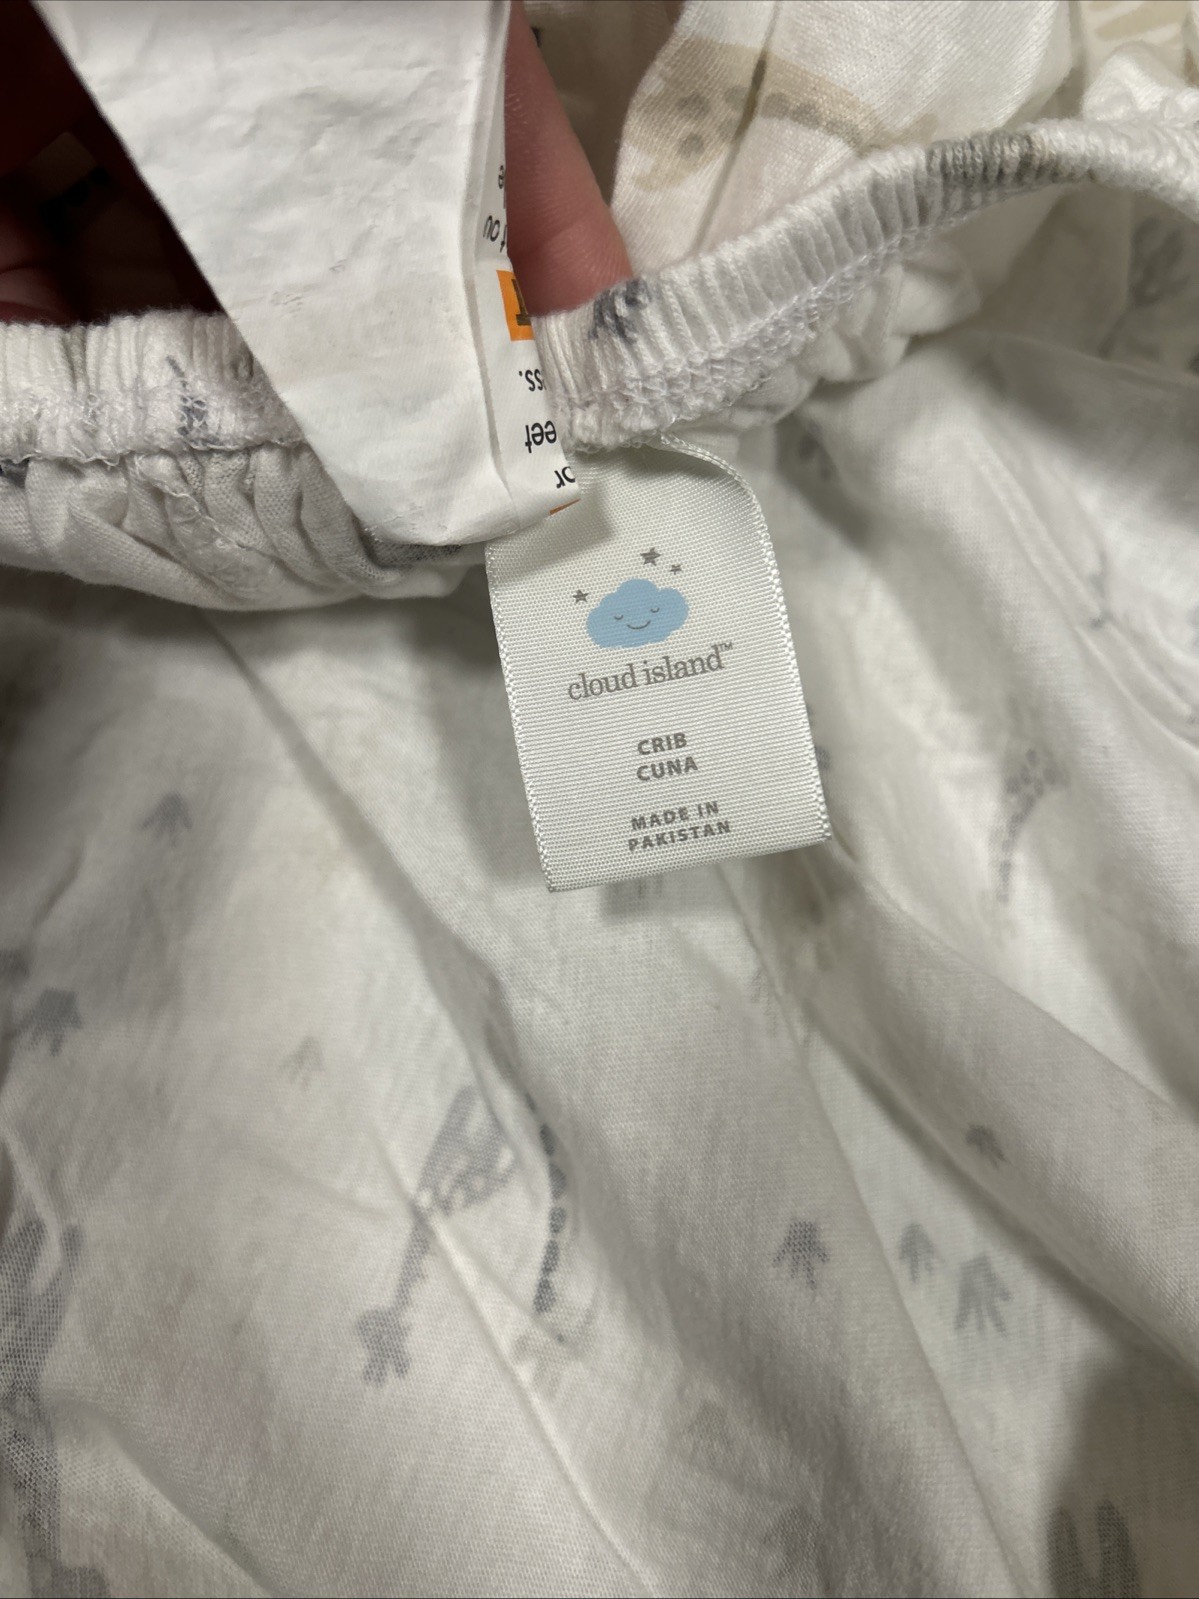 cloud island™
CRIB
CUNA
MADE IN
PAKISTAN